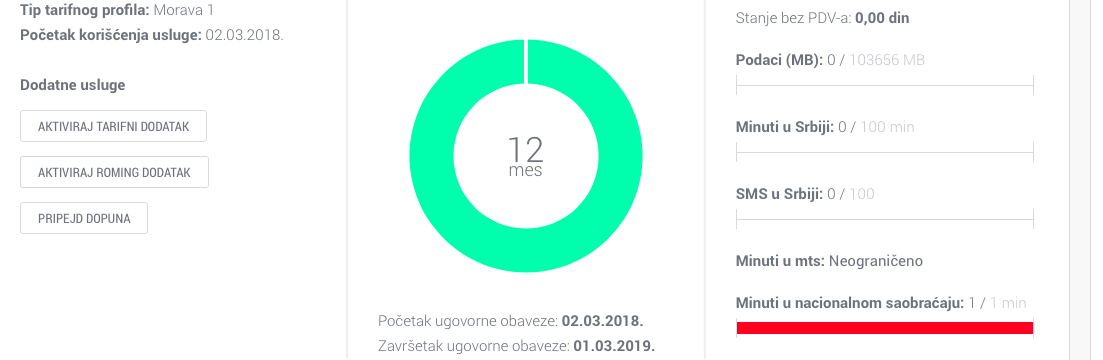 Tip tarifnog profila: Morava 1
Početak korišćenja usluge: 02.03.2018.
Dodatne usluge
AKTIVIRAJ TARIFNI DODATAK
AKTIVIRAJ ROMING DODATAK
PRIPEJD DOPUNA
12
mes
Početak ugovorne obaveze: 02.03.2018.
Završetak ugovorne obaveze: 01.03.2019.
Stanje bez PDV-a: 0,00 din
Podaci (MB): 0 / 103656 MB
Minuti u Srbiji: 0 / 100 min
SMS u Srbiji: 0 / 100
Minuti u mts: Neograničeno
Minuti u nacionalnom saobraćaju: 1 / 1 min